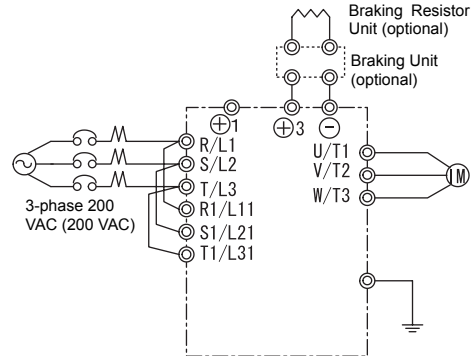 Braking Resistor
Unit (optional)
Braking Unit
(optional)
⊕1
⊕3
⊖
R/L1
S/L2
T/L3
R1/L11
S1/L21
T1/L31
U/T1
V/T2
W/T3
IM
3-phase 200
VAC (200 VAC)